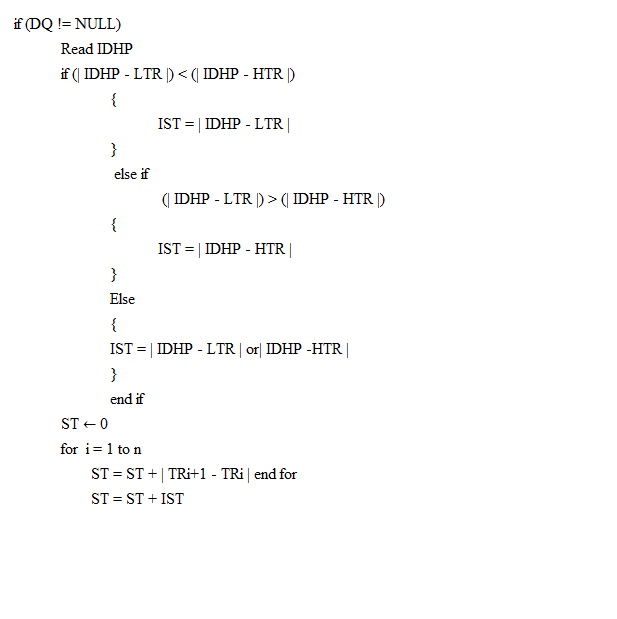 if (DQ != NULL)
Read IDHP
if (| IDHP - LTR |) < (| IDHP - HTR |)
{
IST = | IDHP - LTR |
}
else if
(| IDHP - LTR |) > (| IDHP - HTR |)
{
IST = | IDHP - HTR |
}
Else
{
IST = | IDHP - LTR | or| IDHP -HTR |
}
end if
ST ← 0
for i = 1 to n
ST = ST + | TRi+1 - TRi | end for
ST = ST + IST